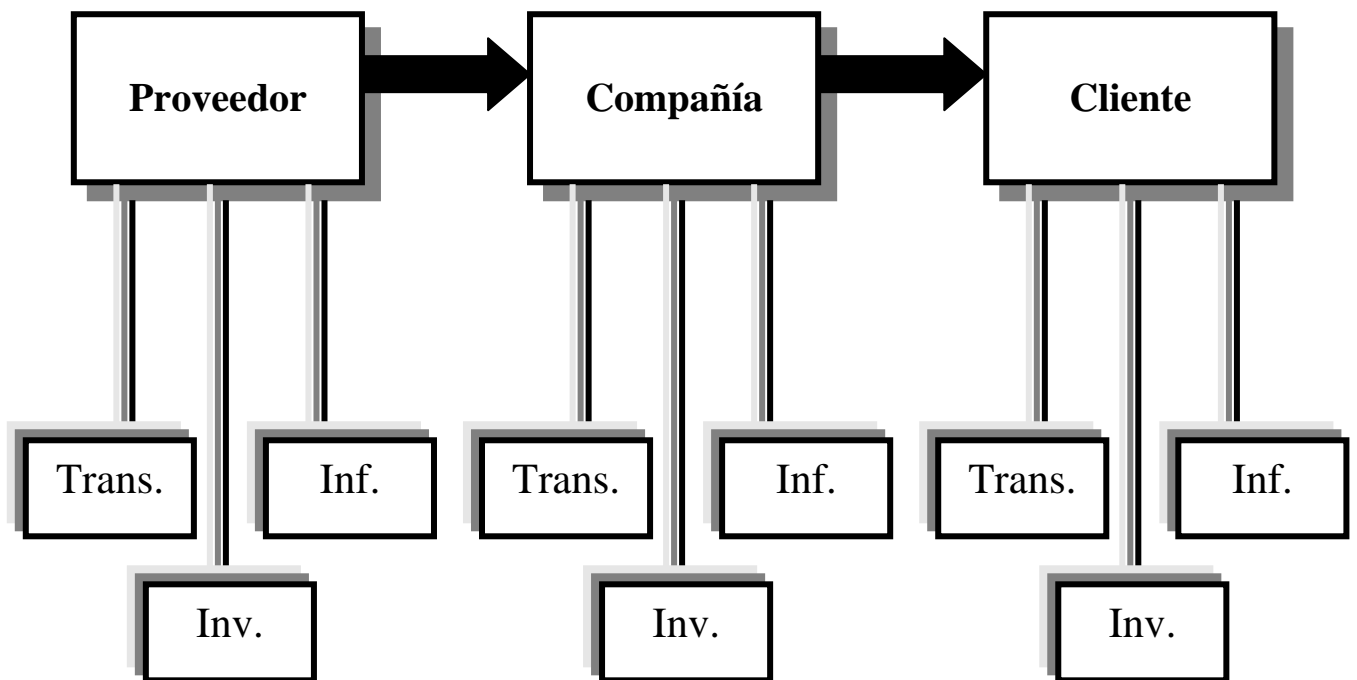 Proveedor
Compañía
Cliente
Trans.
Inf.
Trans.
Inf.
Trans.
Inf.
Inv.
Inv.
Inv.